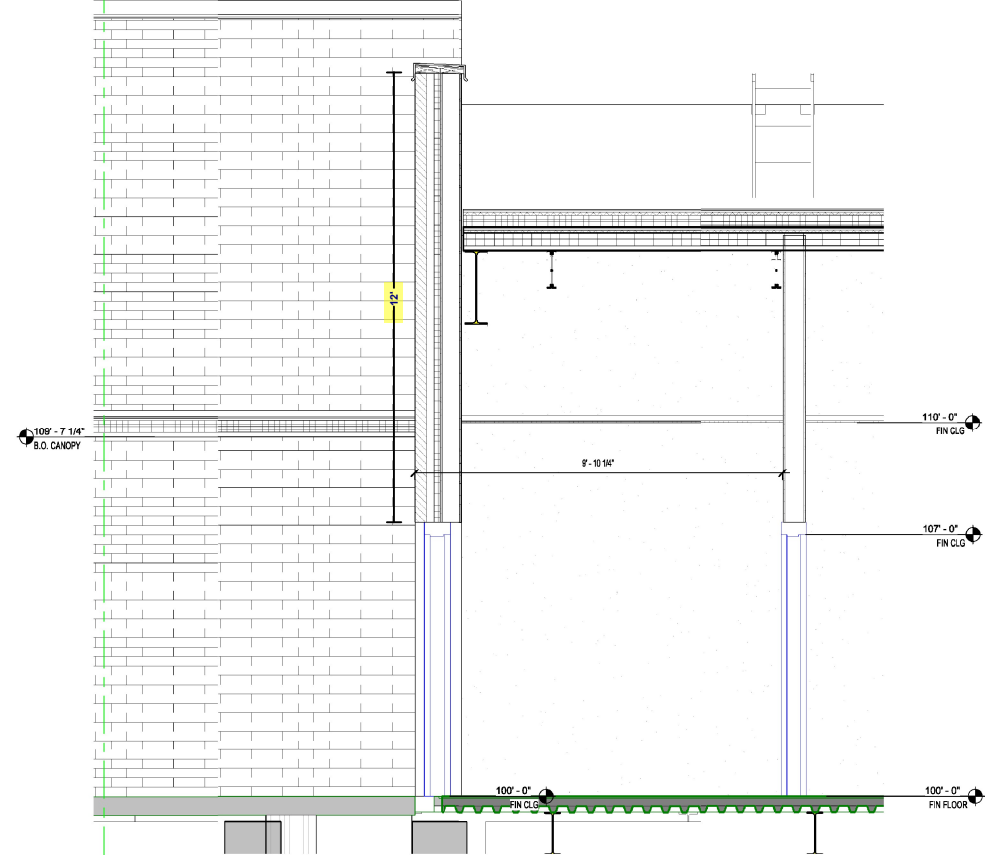 12'
109' - 7 1/4"
B.O. CANOPY
110' - 0"
FIN CLG
9' - 10 1/4"
107' - 0"
FIN CLG
100' - 0"
FIN CLG
100' - 0"
FIN FLOOR